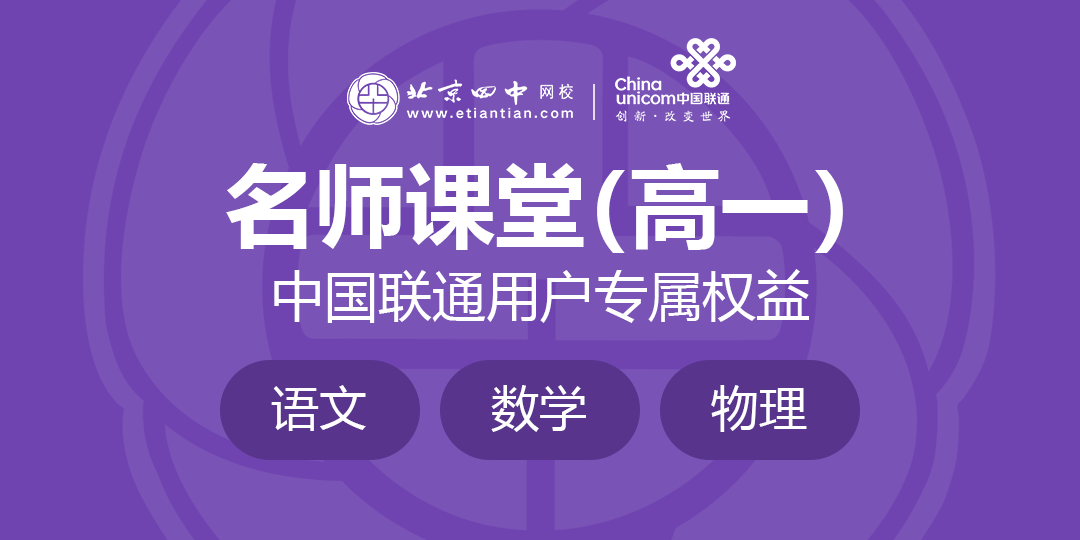 北京四中网校
www.etiantian.com
China
unicom中国联通
创新·改变世界
名师课堂(高一)
中国联通用户专属权益
语文 数学 物理